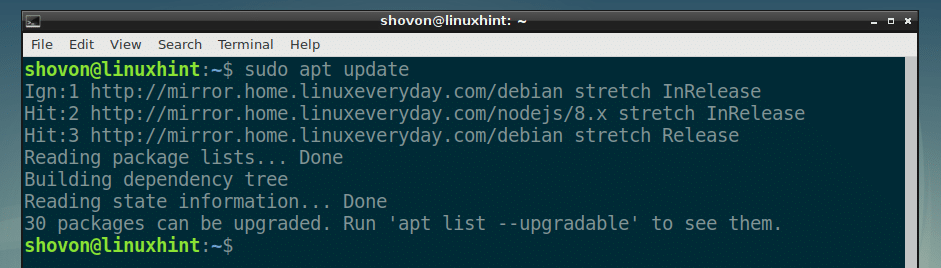 shovon@linuxhint: ~
File Edit View Search Terminal Help
shovon@linuxhint:~$ sudo apt update
Ign:1 http://mirror.home.linuxeveryday.com/debian stretch InRelease
Hit:2 http://mirror.home.linuxeveryday.com/nodejs/8.x stretch InRelease
Hit:3 http://mirror.home.linuxeveryday.com/debian stretch Release
Reading package lists... Done
Building dependency tree
Reading state information... Done
30 packages can be upgraded. Run 'apt list --upgradable' to see them.
shovon@linuxhint:~$